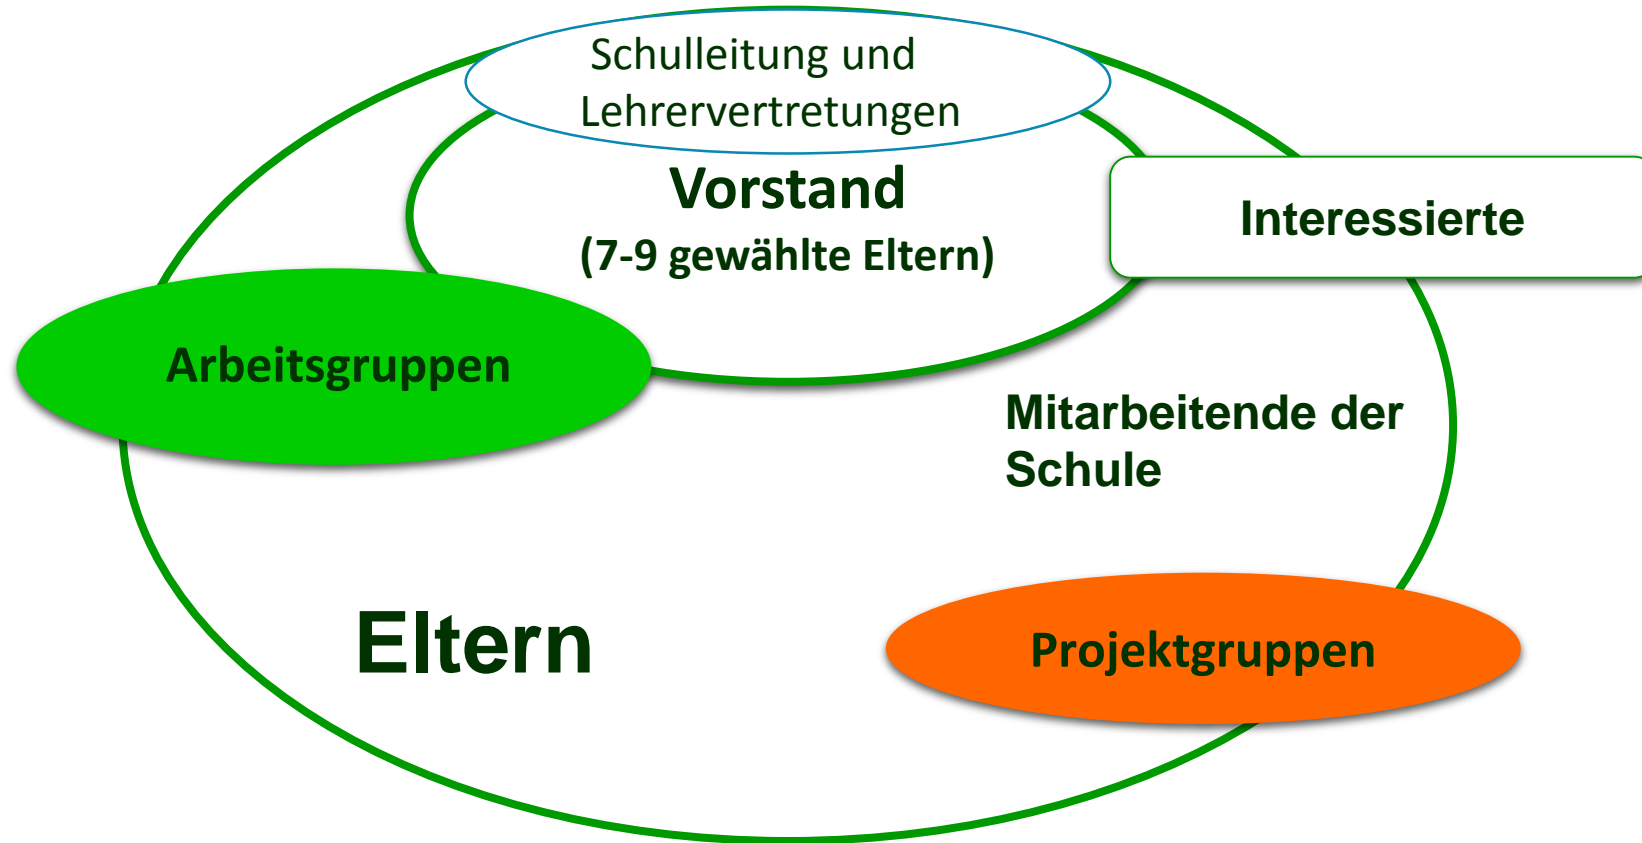 Schulleitung und
Lehrervertretungen
Vorstand
(7-9 gewählte Eltern)
Interessierte
Arbeitsgruppen
Mitarbeitende der
Schule
Eltern
Projektgruppen